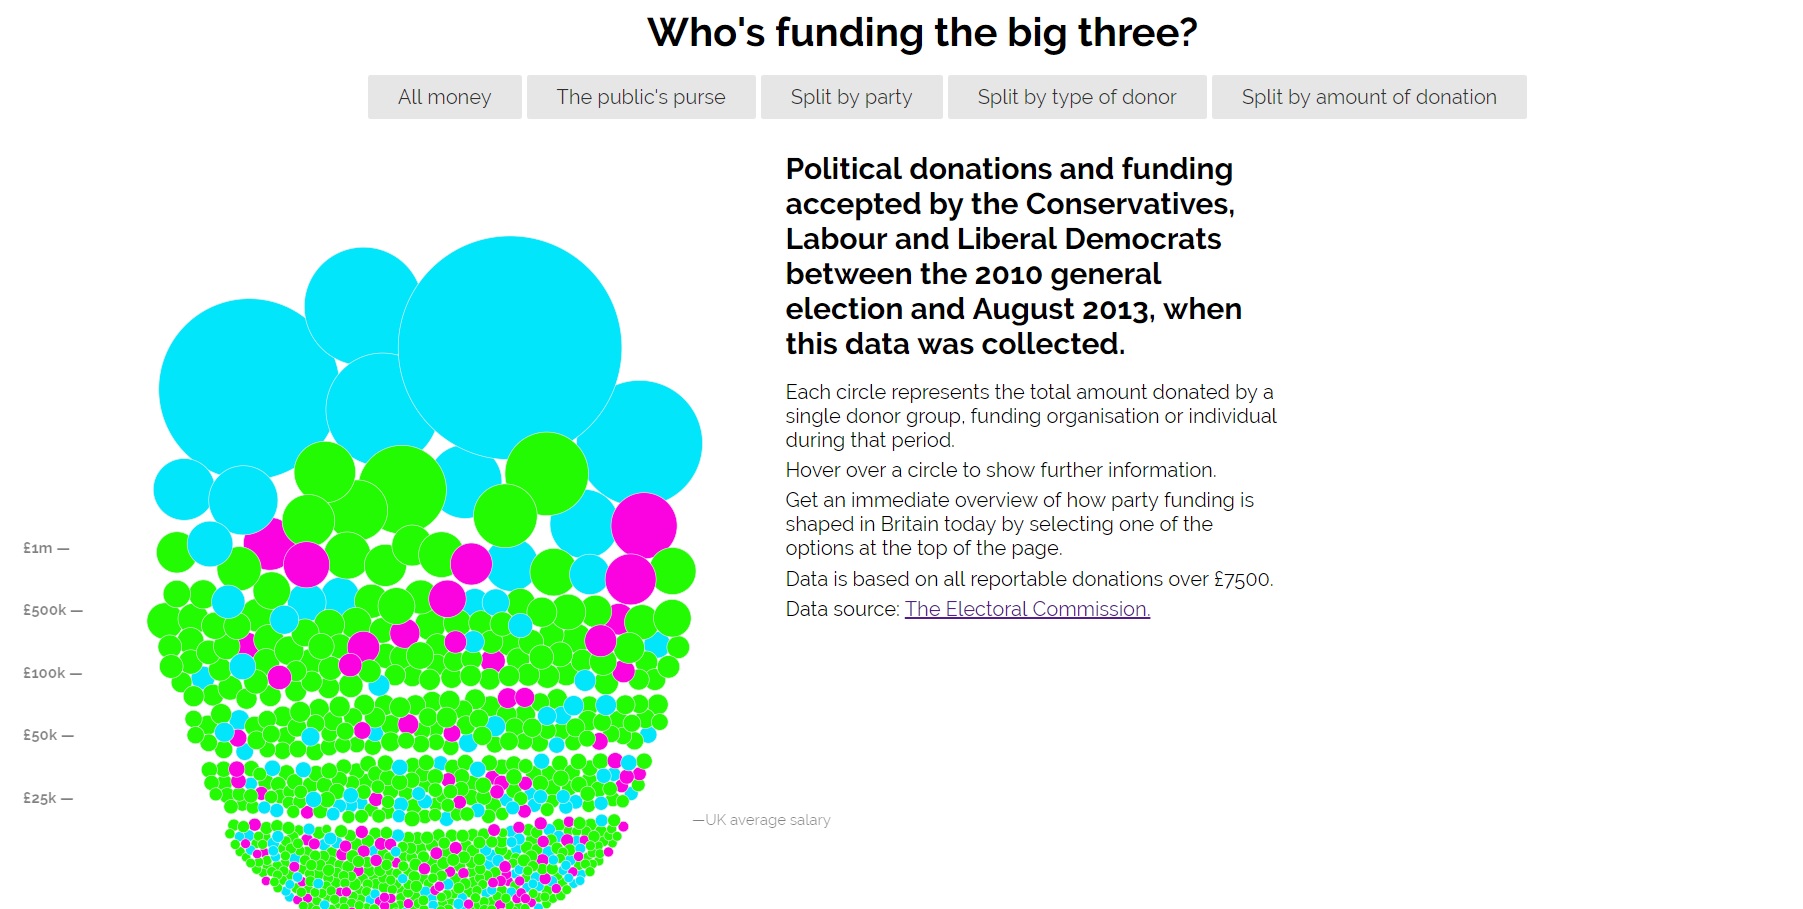 Who's funding the big three?
All money
The public's purse
Split by party
Split by type of donor
Split by amount of donation
Political donations and funding
accepted by the Conservatives,
Labour and Liberal Democrats
between the 2010 general
election and August 2013, when
this data was collected.
Each circle represents the total amount donated by a
single donor group, funding organisation or individual
during that period.
Hover over a circle to show further information.
Get an immediate overview of how party funding is
shaped in Britain today by selecting one of the
options at the top of the page.
Data is based on all reportable donations over £7500.
Data source: The Electoral Commission.
£1m —
£500k —
£100k —
£50k —
£25k —
—UK average salary